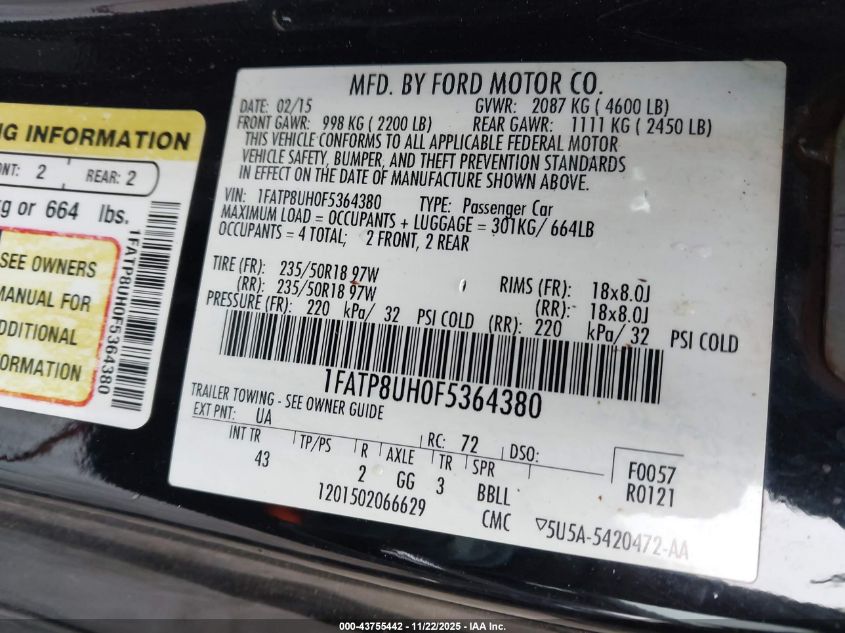 MFD. BY FORD MOTOR CO.
DATE: 02/15 GVWR: 2087 KG ( 4600 LB)
FRONT GAWR: 998 KG ( 2200 LB) REAR GAWR: 1111 KG ( 2450 LB)
THIS VEHICLE CONFORMS TO ALL APPLICABLE FEDERAL MOTOR
VEHICLE SAFETY, BUMPER, AND THEFT PREVENTION STANDARDS
IN EFFECT ON THE DATE OF MANUFACTURE SHOWN ABOVE.
VIN: 1FATP8UH0F5364380 TYPE: Passenger Car
MAXIMUM LOAD = OCCUPANTS + LUGGAGE = 301KG/ 664LB
OCCUPANTS = 4 TOTAL; 2 FRONT, 2 REAR
TIRE (FR): 235/50R18 97W RIMS (FR): 18x8.0J
(RR): 235/50R18 97W (RR): 18x8.0J
PRESSURE (FR): 220 kPa/ 32 PSI COLD (RR): 220 kPa/ 32 PSI COLD
1FATP8UH0F5364380
TRAILER TOWING - SEE OWNER GUIDE
EXT PNT: UA RC: 72 DSO:
INT TR TP/PS R AXLE TR SPR F0057
43 2 GG 3 BBLL R0121
1201502066629 CMC ▽5U5A-5420472-AA
NG INFORMATION
NT: 2 REAR: 2
kg or 664 lbs.
SEE OWNERS
MANUAL FOR
ADDITIONAL
FORMATION
1FATP8UH0F5364380
000-43755442 - 11/22/2025 - IAA Inc.